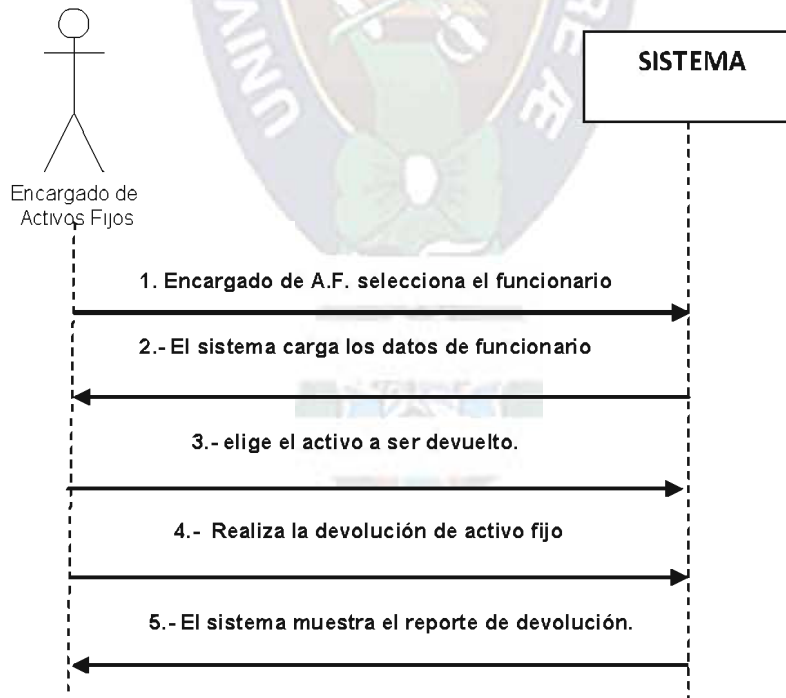 UNIV
RE Æ
SISTEMA
Encargado de
Activos Fijos
1. Encargado de A.F. selecciona el funcionario
2.- El sistema carga los datos de funcionario
3.- elige el activo a ser devuelto.
4.- Realiza la devolución de activo fijo
5.- El sistema muestra el reporte de devolución.